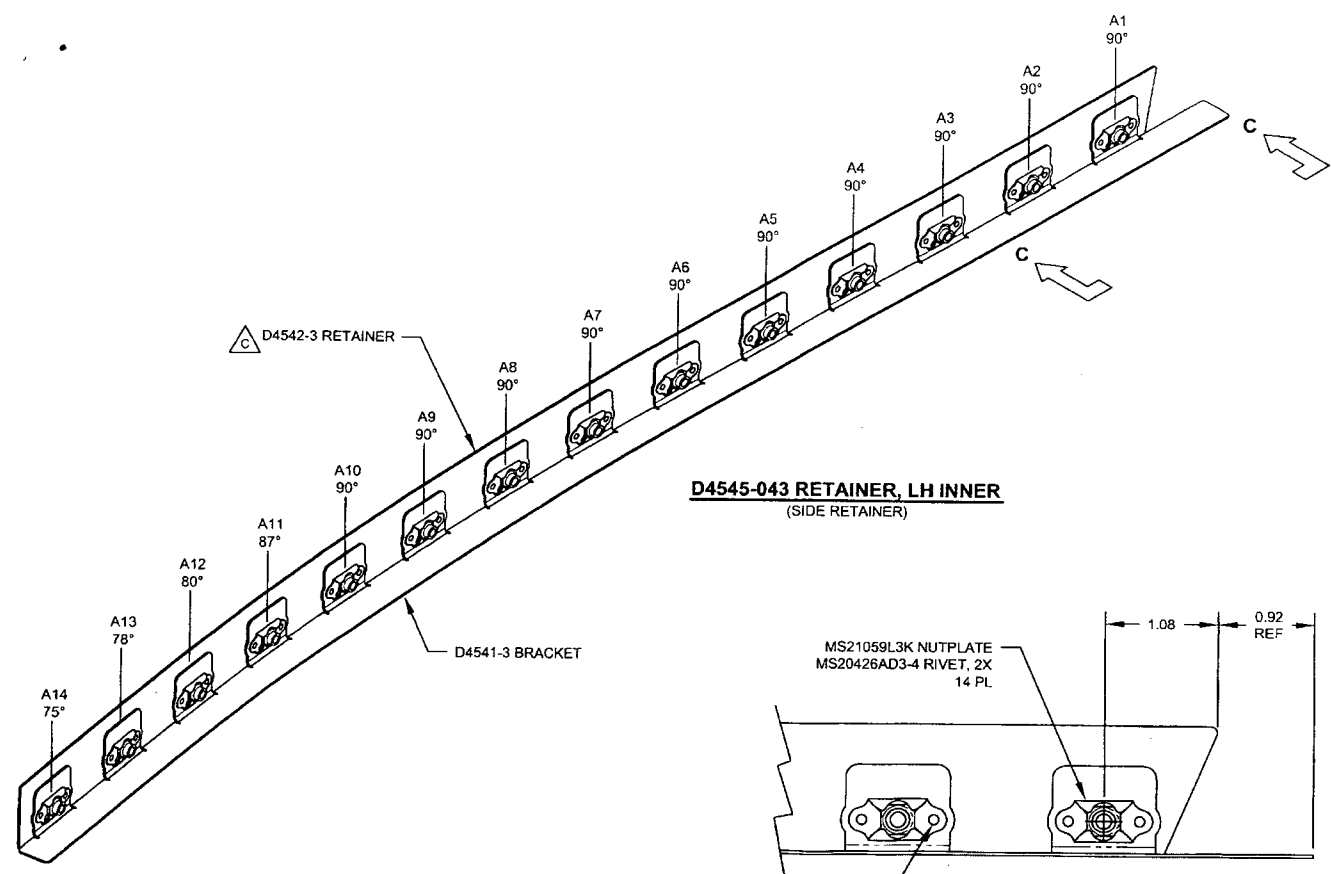 A1
90°
A2
90°
A3
90°
A4
90°
A5
90°
A6
90°
A7
90°
A8
90°
A9
90°
A10
90°
A11
87°
A12
80°
A13
78°
A14
75°
C
C
C D4542-3 RETAINER
D4541-3 BRACKET
D4545-043 RETAINER, LH INNER
(SIDE RETAINER)
MS21059L3K NUTPLATE
MS20426AD3-4 RIVET, 2X
14 PL
1.08
0.92
REF